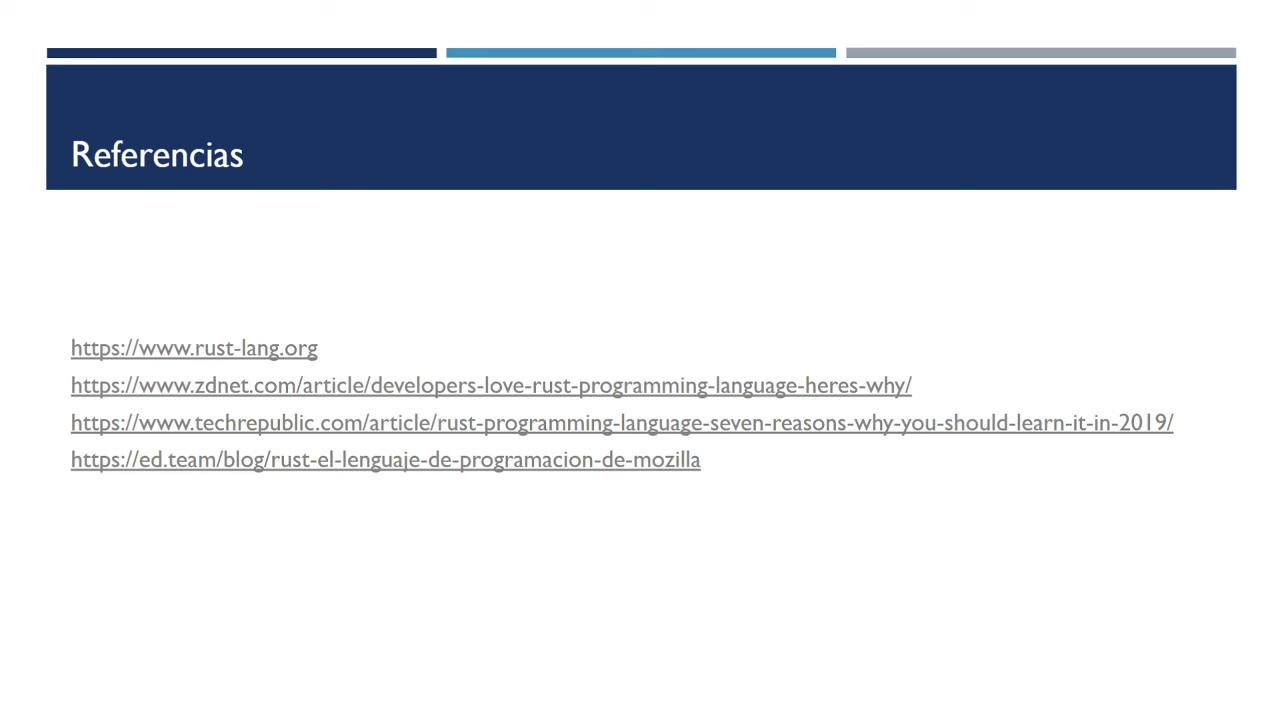 Referencias
https://www.rust-lang.org
https://www.zdnet.com/article/developers-love-rust-programming-language-heres-why/
https://www.techrepublic.com/article/rust-programming-language-seven-reasons-why-you-should-learn-it-in-2019/
https://ed.team/blog/rust-el-lenguaje-de-programacion-de-mozilla